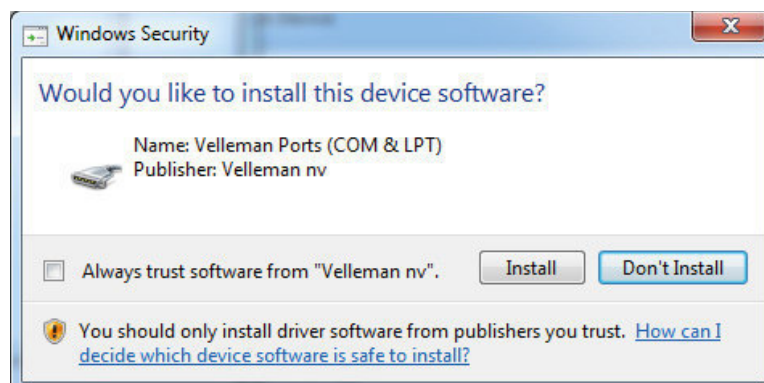 Windows Security
Would you like to install this device software?
Name: Velleman Ports (COM & LPT)
Publisher: Velleman nv
Always trust software from "Velleman nv".
Install
Don't Install
You should only install driver software from publishers you trust. How can I
decide which device software is safe to install?